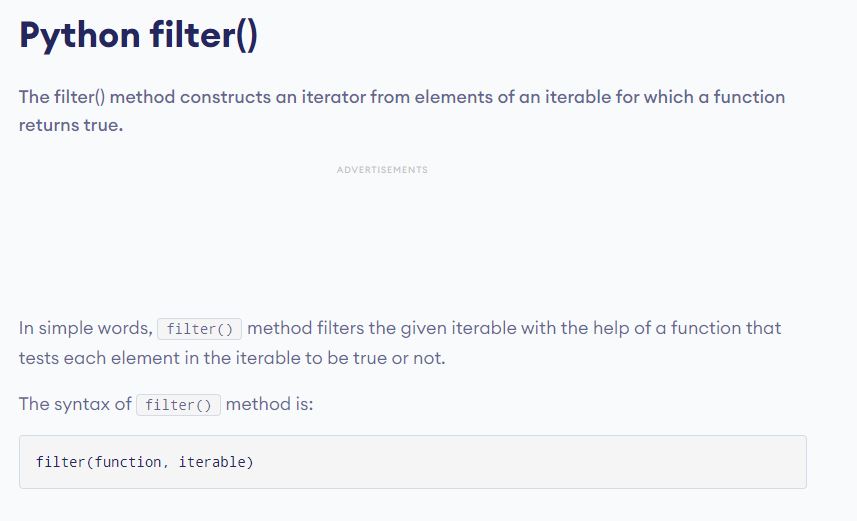 Python filter()
The filter() method constructs an iterator from elements of an iterable for which a function
returns true.
ADVERTISEMENTS
In simple words, filter() method filters the given iterable with the help of a function that
tests each element in the iterable to be true or not.
The syntax of filter() method is:
filter(function, iterable)